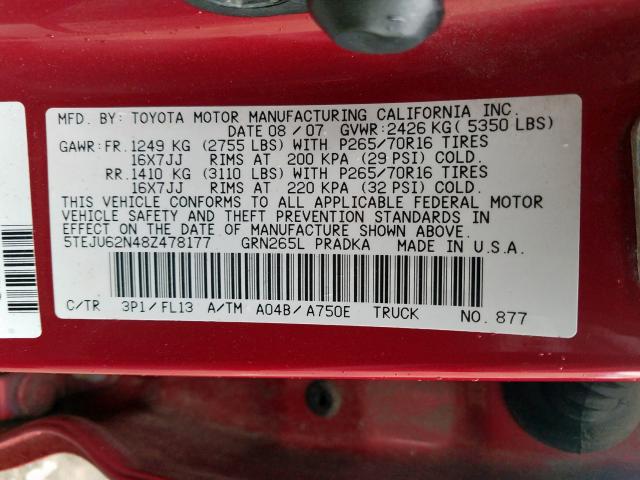 MFD. BY: TOYOTA MOTOR MANUFACTURING CALIFORNIA INC.
DATE 08/07 GVWR:2426 KG( 5350 LBS)
GAWR:FR.1249 KG (2755 LBS) WITH P265/70R16 TIRES
16X7JJ RIMS AT 200 KPA (29 PSI) COLD.
RR.1410 KG (3110 LBS) WITH P265/70R16 TIRES
16X7JJ RIMS AT 220 KPA (32 PSI) COLD.
THIS VEHICLE CONFORMS TO ALL APPLICABLE FEDERAL MOTOR
VEHICLE SAFETY AND THEFT PREVENTION STANDARDS IN
EFFECT ON THE DATE OF MANUFACTURE SHOWN ABOVE.
5TEJU62N48Z478177 GRN265L PRADKA MADE IN U.S.A.
C/TR 3P1/FL13 A/TM A04B/A750E TRUCK NO. 877